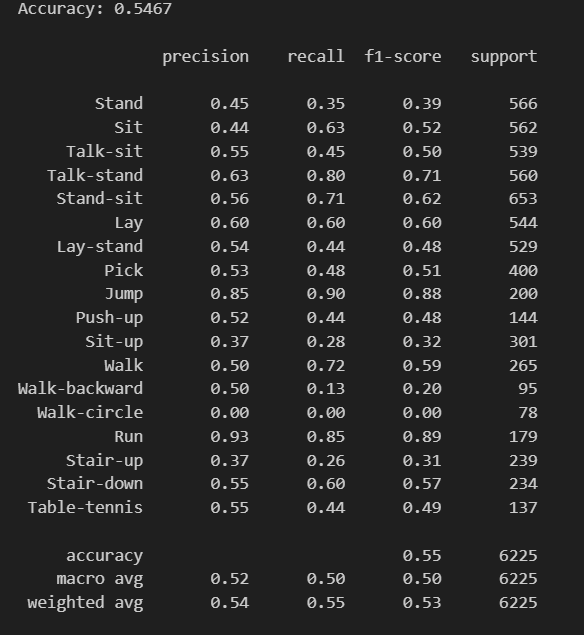 Accuracy: 0.5467
precision recall f1-score support
Stand 0.45 0.35 0.39 566
Sit 0.44 0.63 0.52 562
Talk-sit 0.55 0.45 0.50 539
Talk-stand 0.63 0.80 0.71 560
Stand-sit 0.56 0.71 0.62 653
Lay 0.60 0.60 0.60 544
Lay-stand 0.54 0.44 0.48 529
Pick 0.53 0.48 0.51 400
Jump 0.85 0.90 0.88 200
Push-up 0.52 0.44 0.48 144
Sit-up 0.37 0.28 0.32 301
Walk 0.50 0.72 0.59 265
Walk-backward 0.50 0.13 0.20 95
Walk-circle 0.00 0.00 0.00 78
Run 0.93 0.85 0.89 179
Stair-up 0.37 0.26 0.31 239
Stair-down 0.55 0.60 0.57 234
Table-tennis 0.55 0.44 0.49 137
accuracy 0.55 6225
macro avg 0.52 0.50 0.50 6225
weighted avg 0.54 0.55 0.53 6225